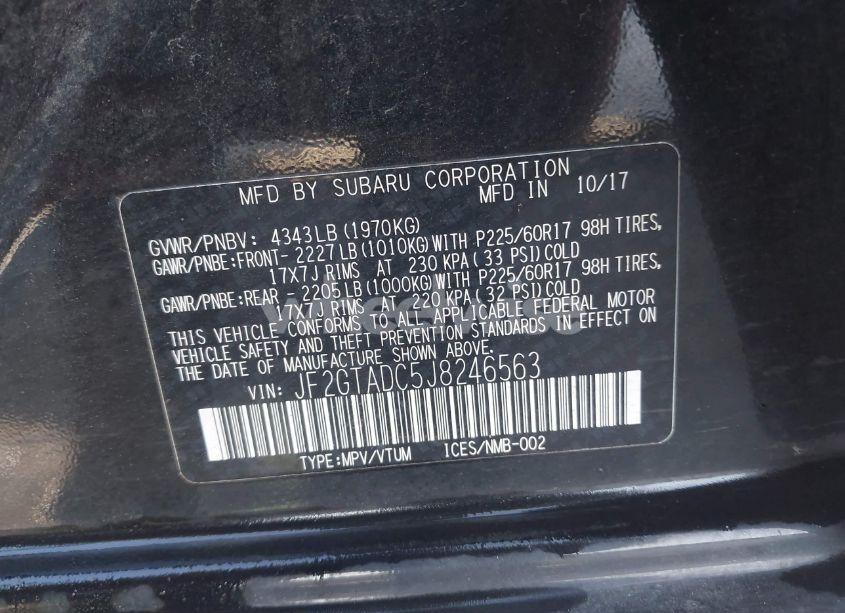 MFD BY SUBARU CORPORATION
MFD IN 10/17
GVWR/PNBV: 4343LB(1970KG)
GAWR/PNBE:FRONT- 2227LB(1010KG)WITH P225/60R17 98H TIRES,
17X7J RIMS AT 230 KPA( 33 PSI)COLD
GAWR/PNBE:REAR - 2205LB(1000KG)WITH P225/60R17 98H TIRES,
17X7J RIMS AT 220 KPA( 32 PSI)COLD
THIS VEHICLE CONFORMS TO ALL APPLICABLE FEDERAL MOTOR
VEHICLE SAFETY AND THEFT PREVENTION STANDARDS IN EFFECT ON
THE DATE OF MANUFACTURE SHOWN ABOVE.
VIN: JF2GTADC5J8246563
TYPE:MPV/VTUM ICES/NMB-002